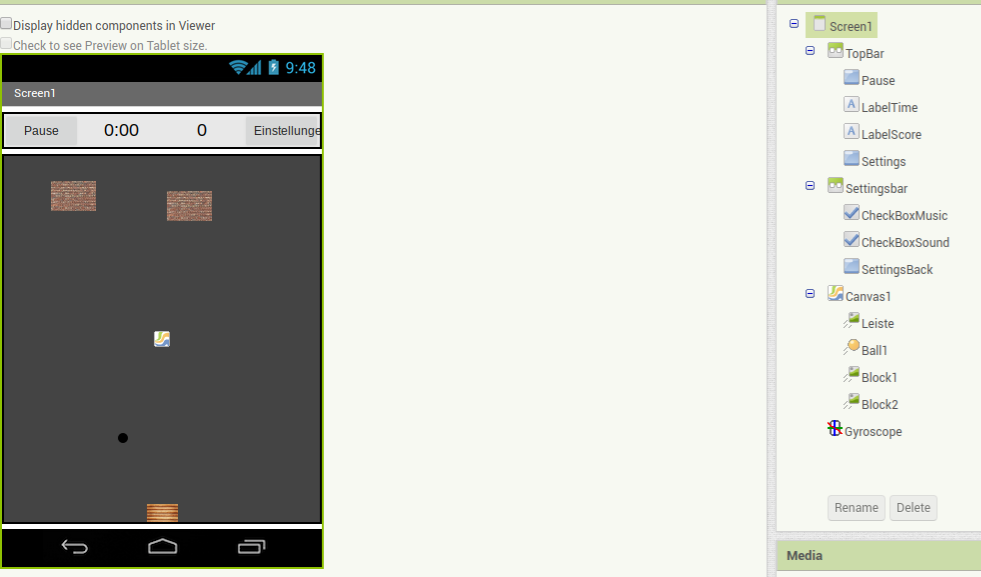 Display hidden components in Viewer
Check to see Preview on Tablet size.
9:48
Screen1
Pause 0:00 0 Einstellunge
Screen1
TopBar
Pause
A LabelTime
A LabelScore
Settings
Settingsbar
CheckBoxMusic
CheckBoxSound
SettingsBack
Canvas1
Leiste
Ball1
Block1
Block2
Gyroscope
Rename Delete
Media